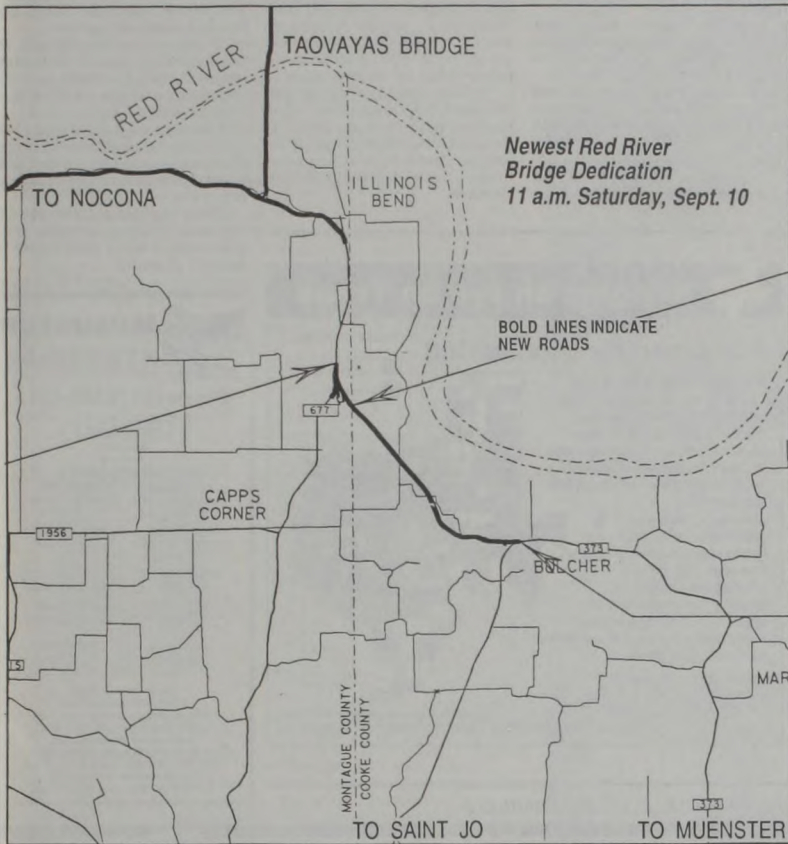 TAOVAYAS BRIDGE
RED RIVER
Newest Red River
Bridge Dedication
11 a.m. Saturday, Sept. 10
TO NOCONA
ILLINOIS
BEND
BOLD LINES INDICATE
NEW ROADS
677
CAPPS
CORNER
1956
373
BULCHER
MAR
MONTAGUE COUNTY
COOKE COUNTY
373
TO SAINT JO
TO MUENSTER